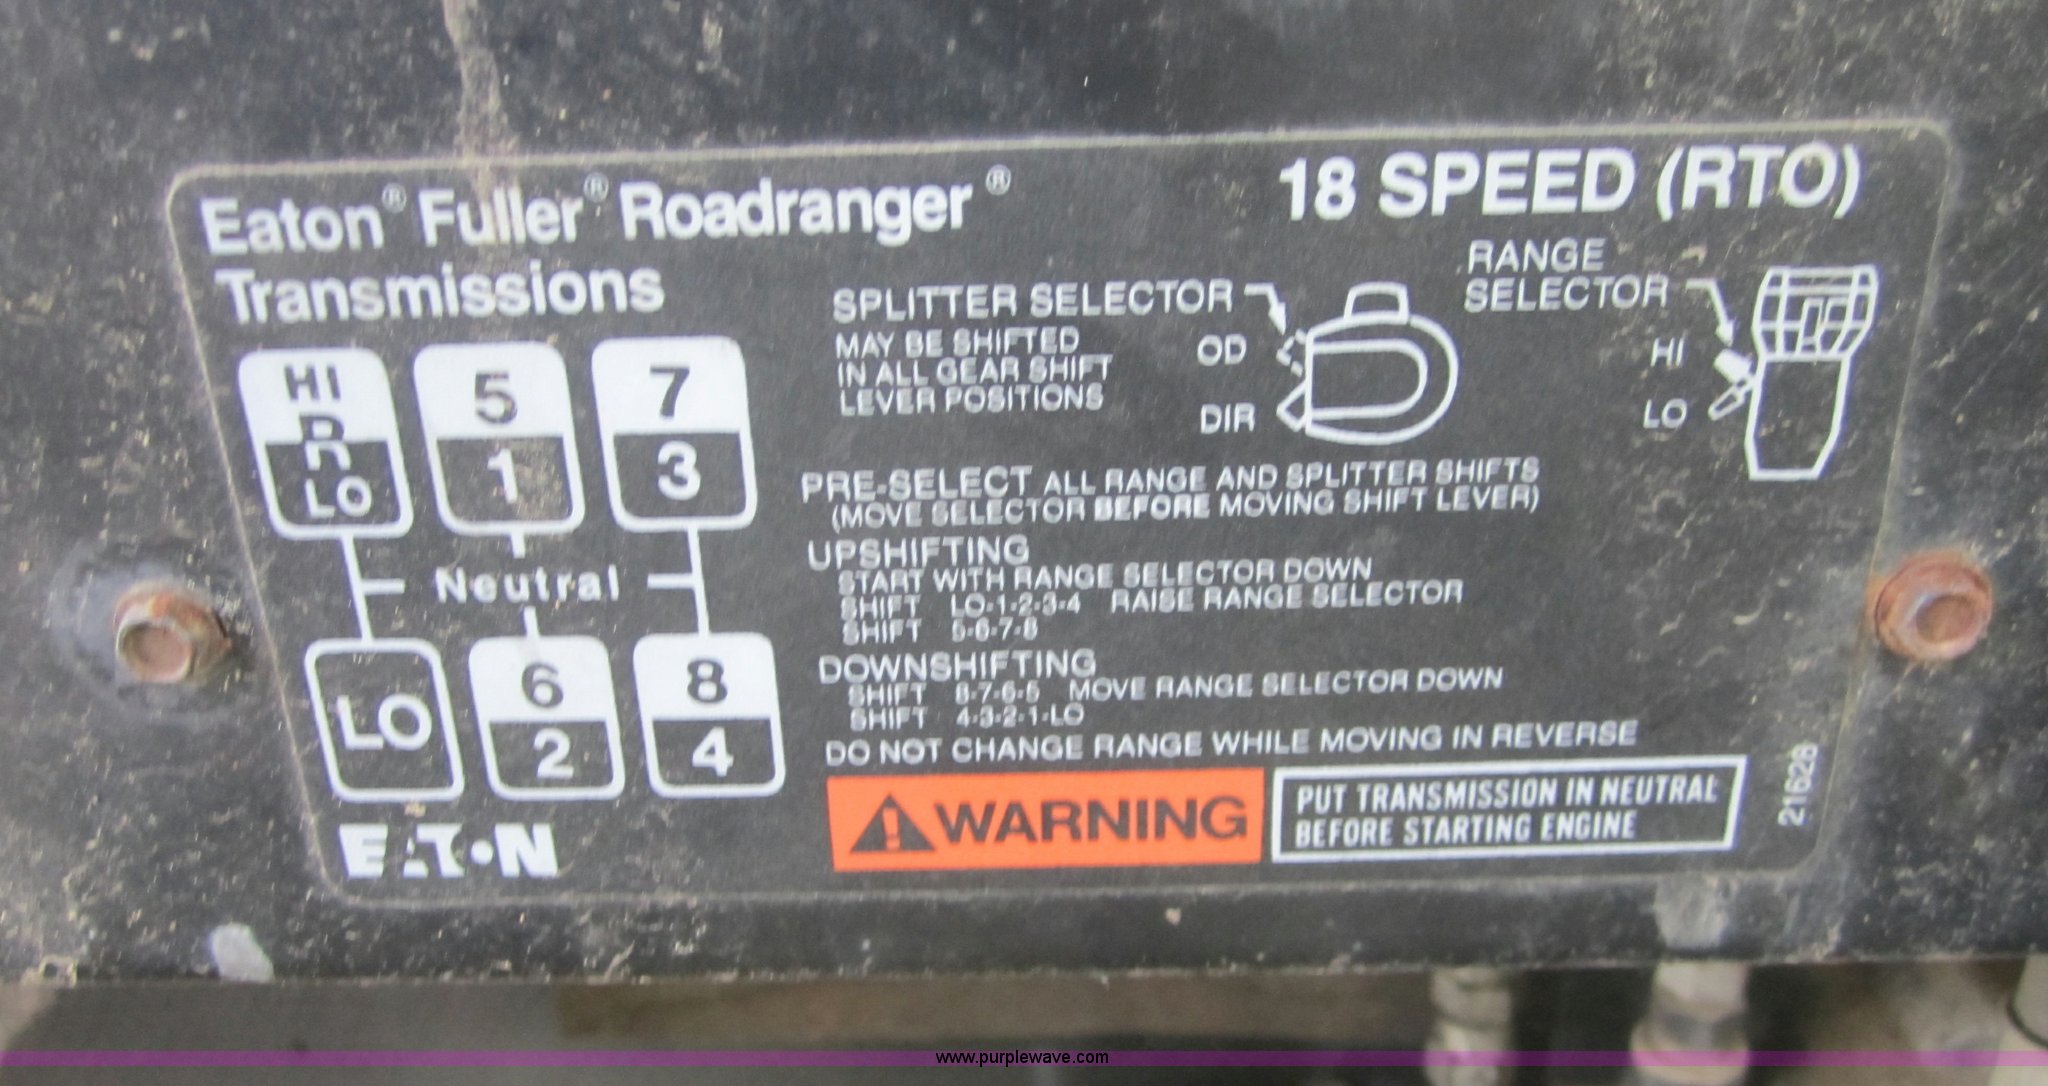 Eaton® Fuller® Roadranger®
Transmissions
18 SPEED (RTO)
HI
R
LO
5
1
7
3
Neutral
LO
6
2
8
4
EATON
SPLITTER SELECTOR
MAY BE SHIFTED
IN ALL GEAR SHIFT
LEVER POSITIONS
OD
DIR
RANGE
SELECTOR
HI
LO
PRE-SELECT ALL RANGE AND SPLITTER SHIFTS
(MOVE SELECTOR BEFORE MOVING SHIFT LEVER)
UPSHIFTING
START WITH RANGE SELECTOR DOWN
SHIFT LO-1-2-3-4 RAISE RANGE SELECTOR
SHIFT 5-6-7-8
DOWNSHIFTING
SHIFT 8-7-6-5 MOVE RANGE SELECTOR DOWN
SHIFT 4-3-2-1-LO
DO NOT CHANGE RANGE WHILE MOVING IN REVERSE
WARNING
PUT TRANSMISSION IN NEUTRAL
BEFORE STARTING ENGINE
21628
www.purplewave.com